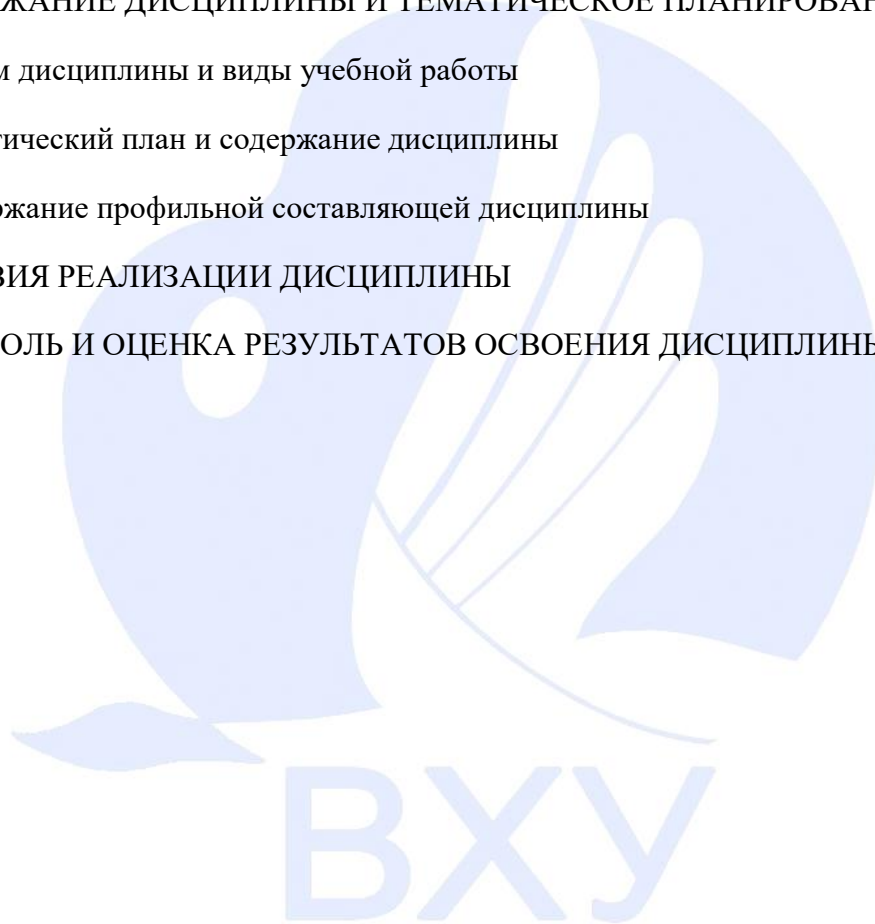 ЖАНИЕ ДИСЦИПЛИНЫ И ТЕМАТИЧЕСКОЕ ПЛАНИРОВАН
м дисциплины и виды учебной работы
тический план и содержание дисциплины
ржание профильной составляющей дисциплины
ВИЯ РЕАЛИЗАЦИИ ДИСЦИПЛИНЫ
ОЛЬ И ОЦЕНКА РЕЗУЛЬТАТОВ ОСВОЕНИЯ ДИСЦИПЛИНЫ
ВХУ